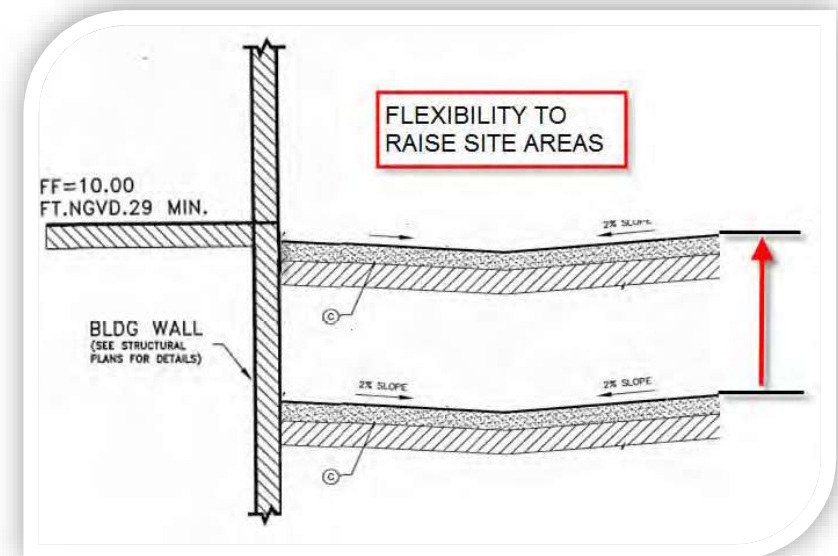 FLEXIBILITY TO
RAISE SITE AREAS
FF=10.00
FT.NGVD.29 MIN.
2% SLOPE
C
BLDG WALL
(SEE STRUCTURAL
PLANS FOR DETAILS)
2% SLOPE
2% SLOPE
C